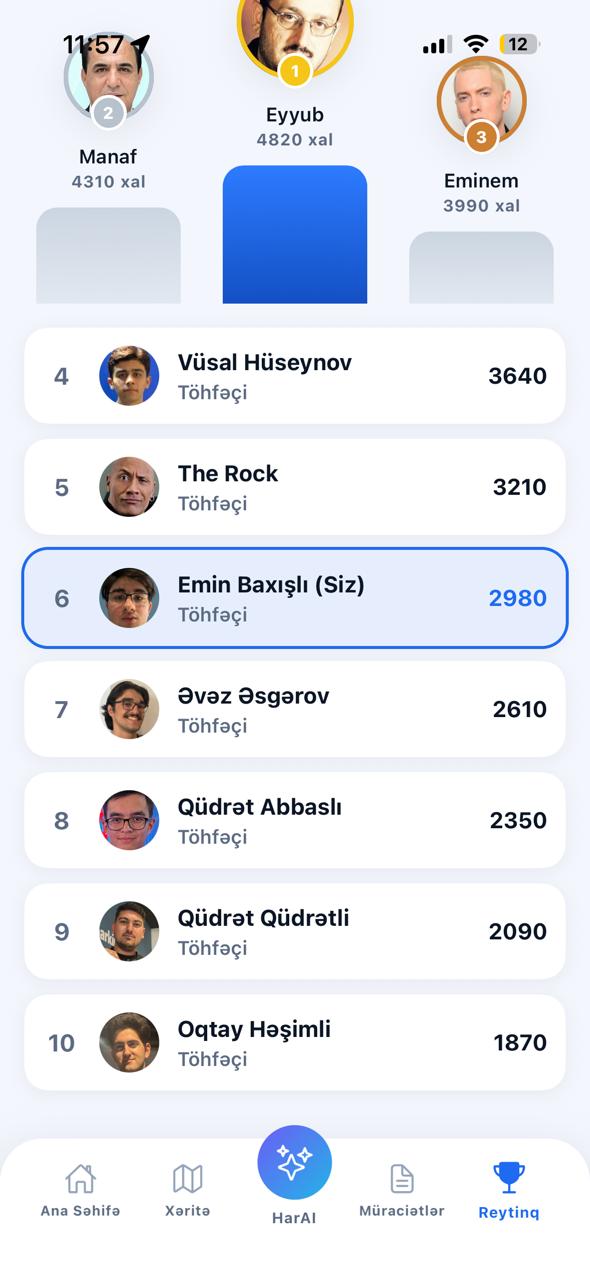 11:57
12
1
2
3
Eyyub
4820 xal
Manaf
4310 xal
Eminem
3990 xal
4
Vüsal Hüseynov
Töhfəçi
3640
5
The Rock
Töhfəçi
3210
6
Emin Baxışlı (Siz)
Töhfəçi
2980
7
Əvəz Əsgərov
Töhfəçi
2610
8
Qüdrət Abbaslı
Töhfəçi
2350
9
Qüdrət Qüdrətli
Töhfəçi
2090
10
Oqtay Həşimli
Töhfəçi
1870
Ana Səhifə
Xəritə
HarAI
Müraciətlər
Reytinq